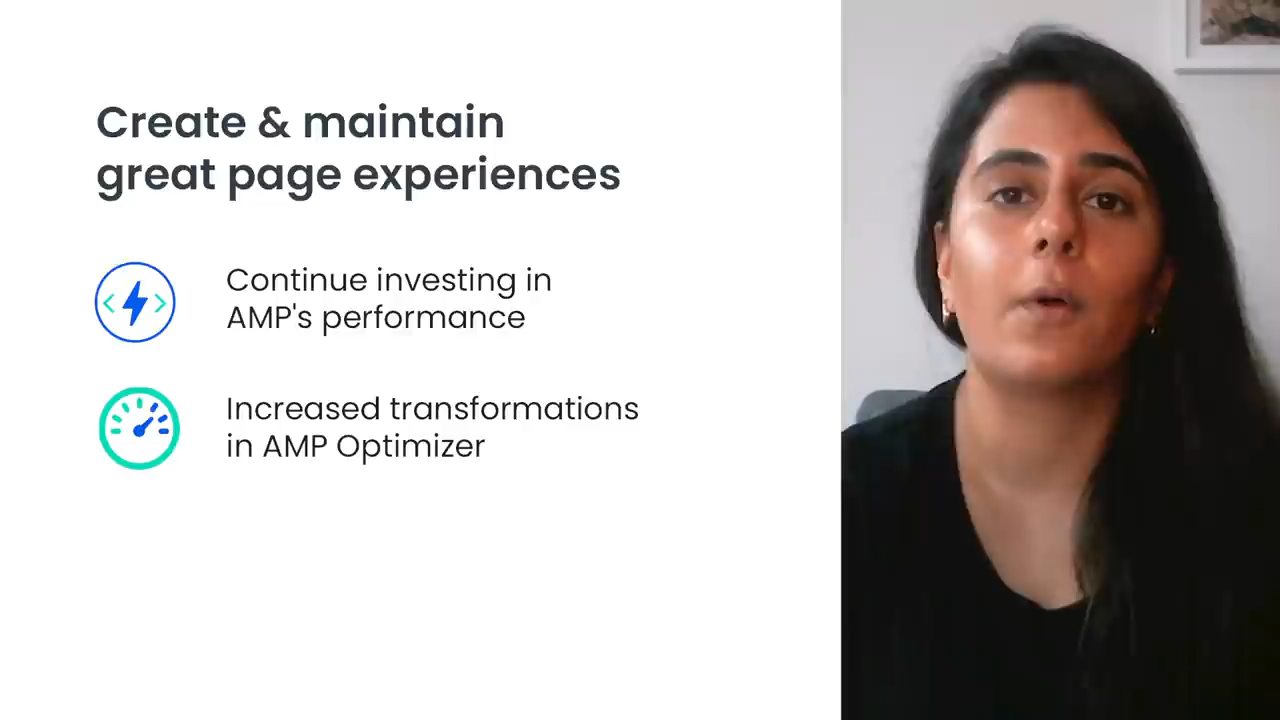 Create & maintain
great page experiences
Continue investing in
AMP's performance
Increased transformations
in AMP Optimizer